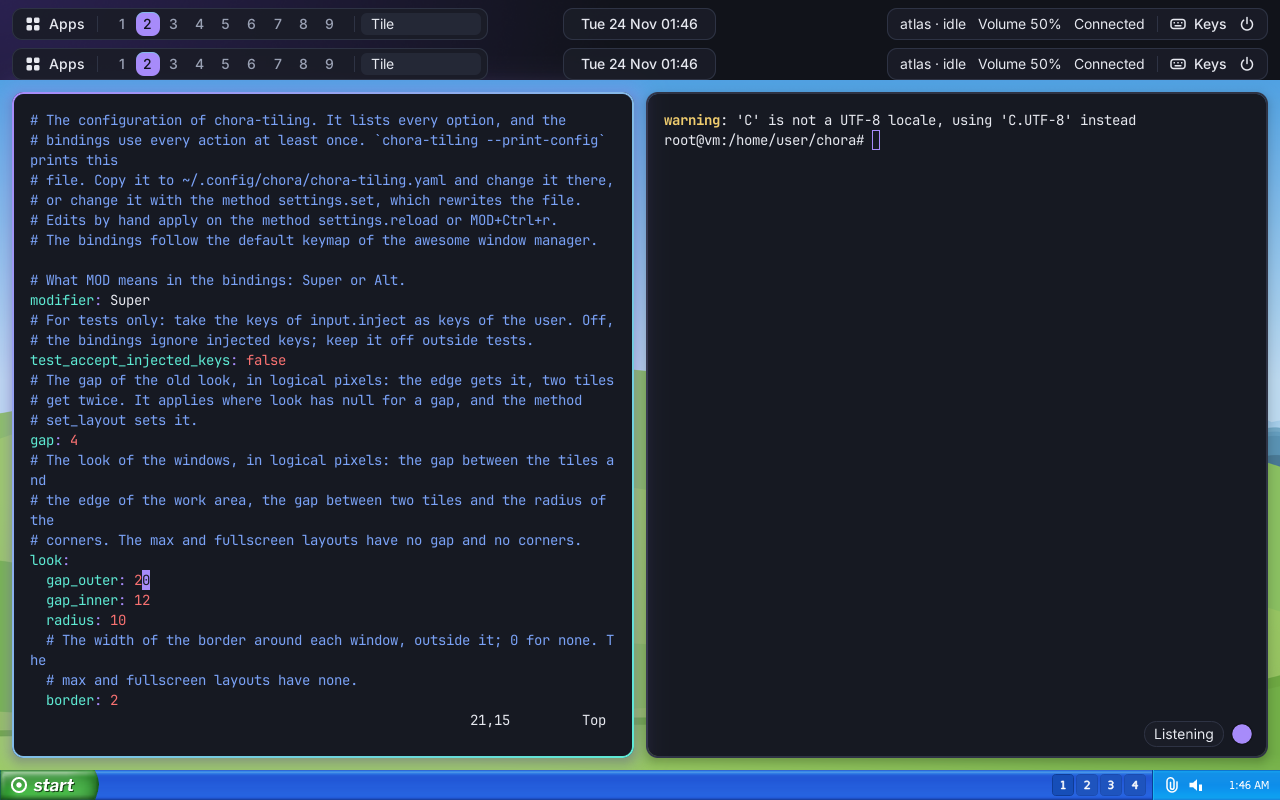 Apps 1 2 3 4 5 6 7 8 9 Tile Tue 24 Nov 01:46 atlas · idle Volume 50% Connected Keys
Apps 1 2 3 4 5 6 7 8 9 Tile Tue 24 Nov 01:46 atlas · idle Volume 50% Connected Keys
# The configuration of chora-tiling. It lists every option, and the
# bindings use every action at least once. `chora-tiling --print-config`
prints this
# file. Copy it to ~/.config/chora/chora-tiling.yaml and change it there,
# or change it with the method settings.set, which rewrites the file.
# Edits by hand apply on the method settings.reload or MOD+Ctrl+r.
# The bindings follow the default keymap of the awesome window manager.
# What MOD means in the bindings: Super or Alt.
modifier: Super
# For tests only: take the keys of input.inject as keys of the user. Off,
# the bindings ignore injected keys; keep it off outside tests.
test_accept_injected_keys: false
# The gap of the old look, in logical pixels: the edge gets it, two tiles
# get twice. It applies where look has null for a gap, and the method
# set_layout sets it.
gap: 4
# The look of the windows, in logical pixels: the gap between the tiles a
nd
# the edge of the work area, the gap between two tiles and the radius of
the
# corners. The max and fullscreen layouts have no gap and no corners.
look:
  gap_outer: 20
  gap_inner: 12
  radius: 10
  # The width of the border around each window, outside it; 0 for none. T
he
  # max and fullscreen layouts have none.
  border: 2
21,15 Top
warning: 'C' is not a UTF-8 locale, using 'C.UTF-8' instead
root@vm:/home/user/chora#
Listening
start 1 2 3 4 1:46 AM